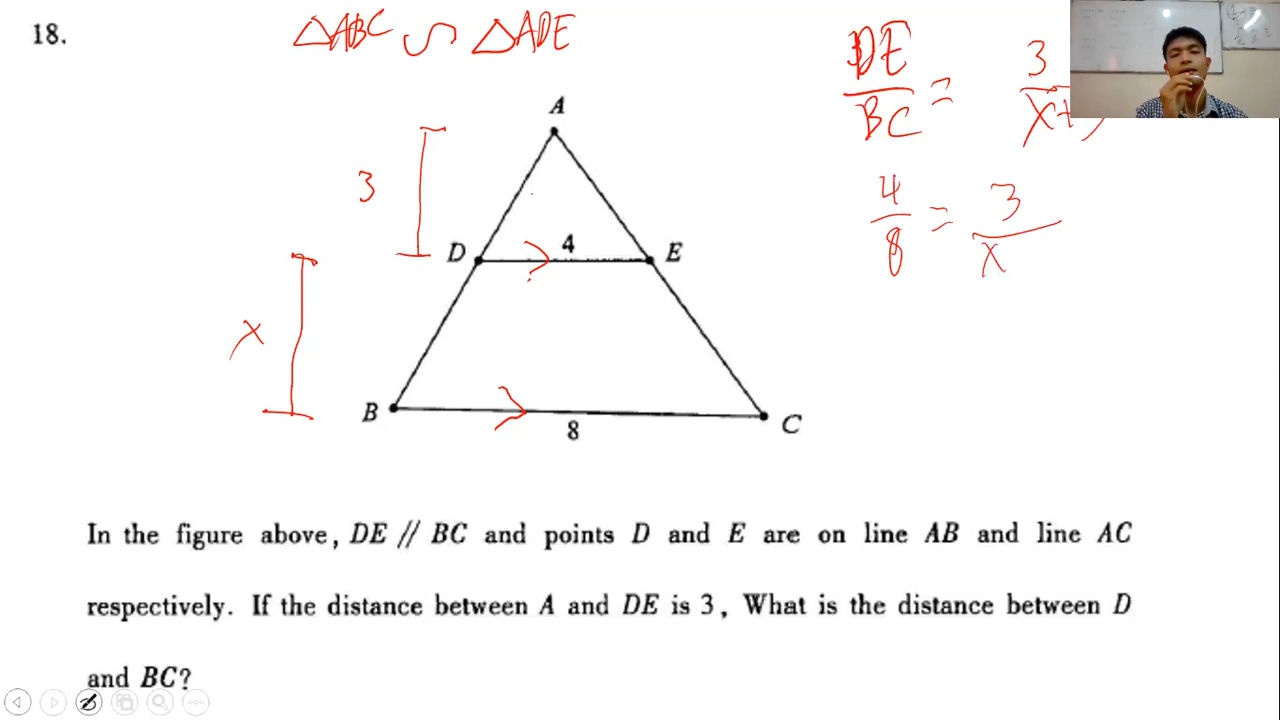 18.
△ABC ∽ △ADE
DE/BC = 3/x+
4/8 = 3/x
A
3
D
4
E
x
B
8
C
In the figure above, DE // BC and points D and E are on line AB and line AC
respectively. If the distance between A and DE is 3, What is the distance between D
and BC?